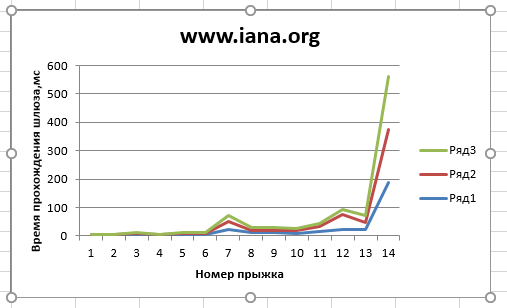 www.iana.org
Время прохождения шлюза,мс
600
500
400
300
200
100
0
1 2 3 4 5 6 7 8 9 10 11 12 13 14
Номер прыжка
Ряд3
Ряд2
Ряд1